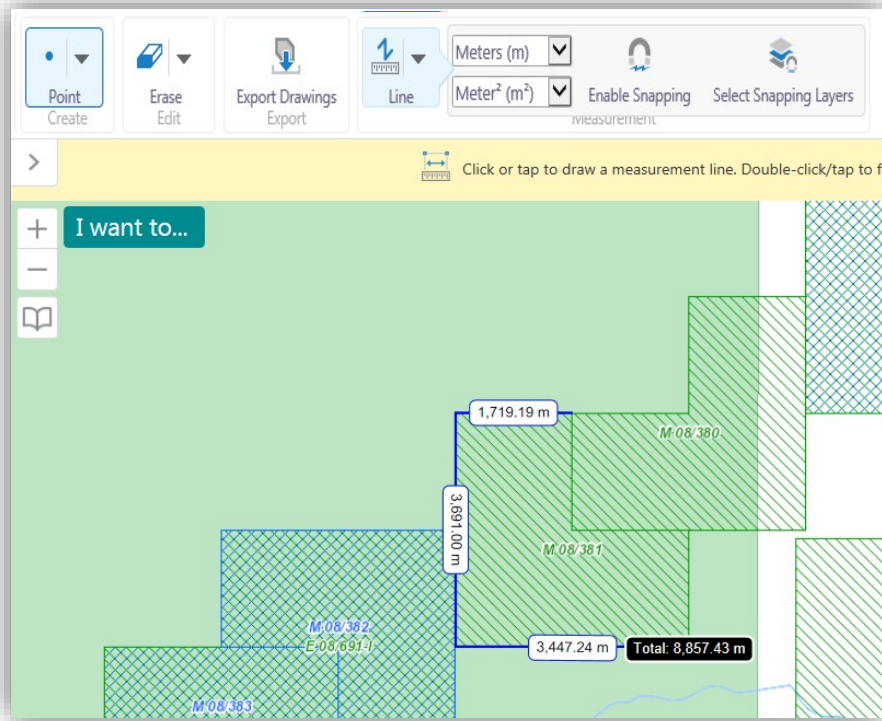 Meters (m)
Meter² (m²)
Point
Erase
Export Drawings
Line
Enable Snapping
Select Snapping Layers
Create
Edit
Export
Measurement
Click or tap to draw a measurement line. Double-click/tap to f
I want to...
1,719.19 m
M 08/380
3,691.00 m
M 08/381
M 08/382
E 08/691-I
3,447.24 m
Total: 8,857.43 m
M 08/383